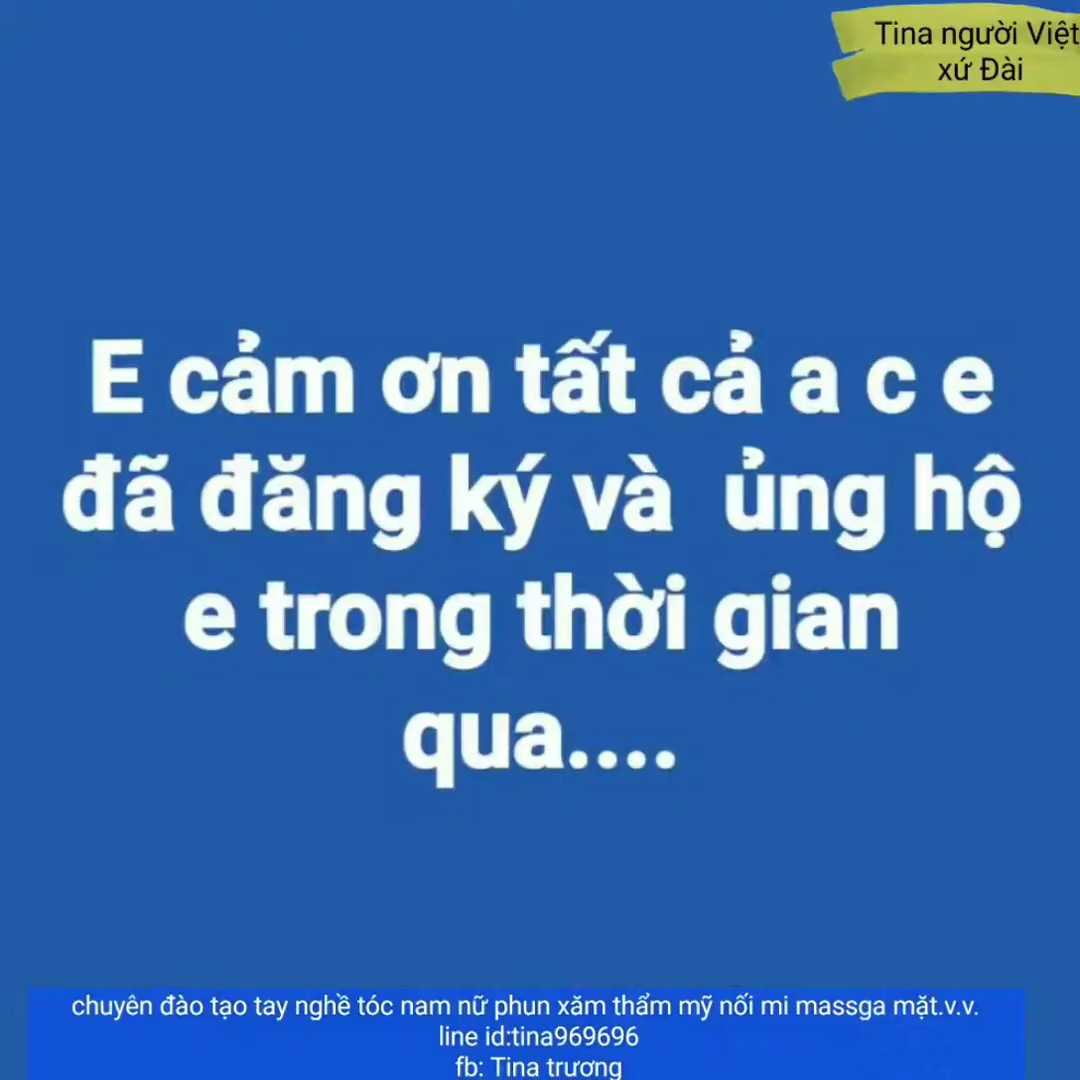 Tina người Việt
xứ Đài
E cảm ơn tất cả a c e
đã đăng ký và ủng hộ
e trong thời gian
qua....
chuyên đào tạo tay nghề tóc nam nữ phun xăm thẩm mỹ nối mi massga mặt.v.v.
line id:tina969696
fb: Tina trương